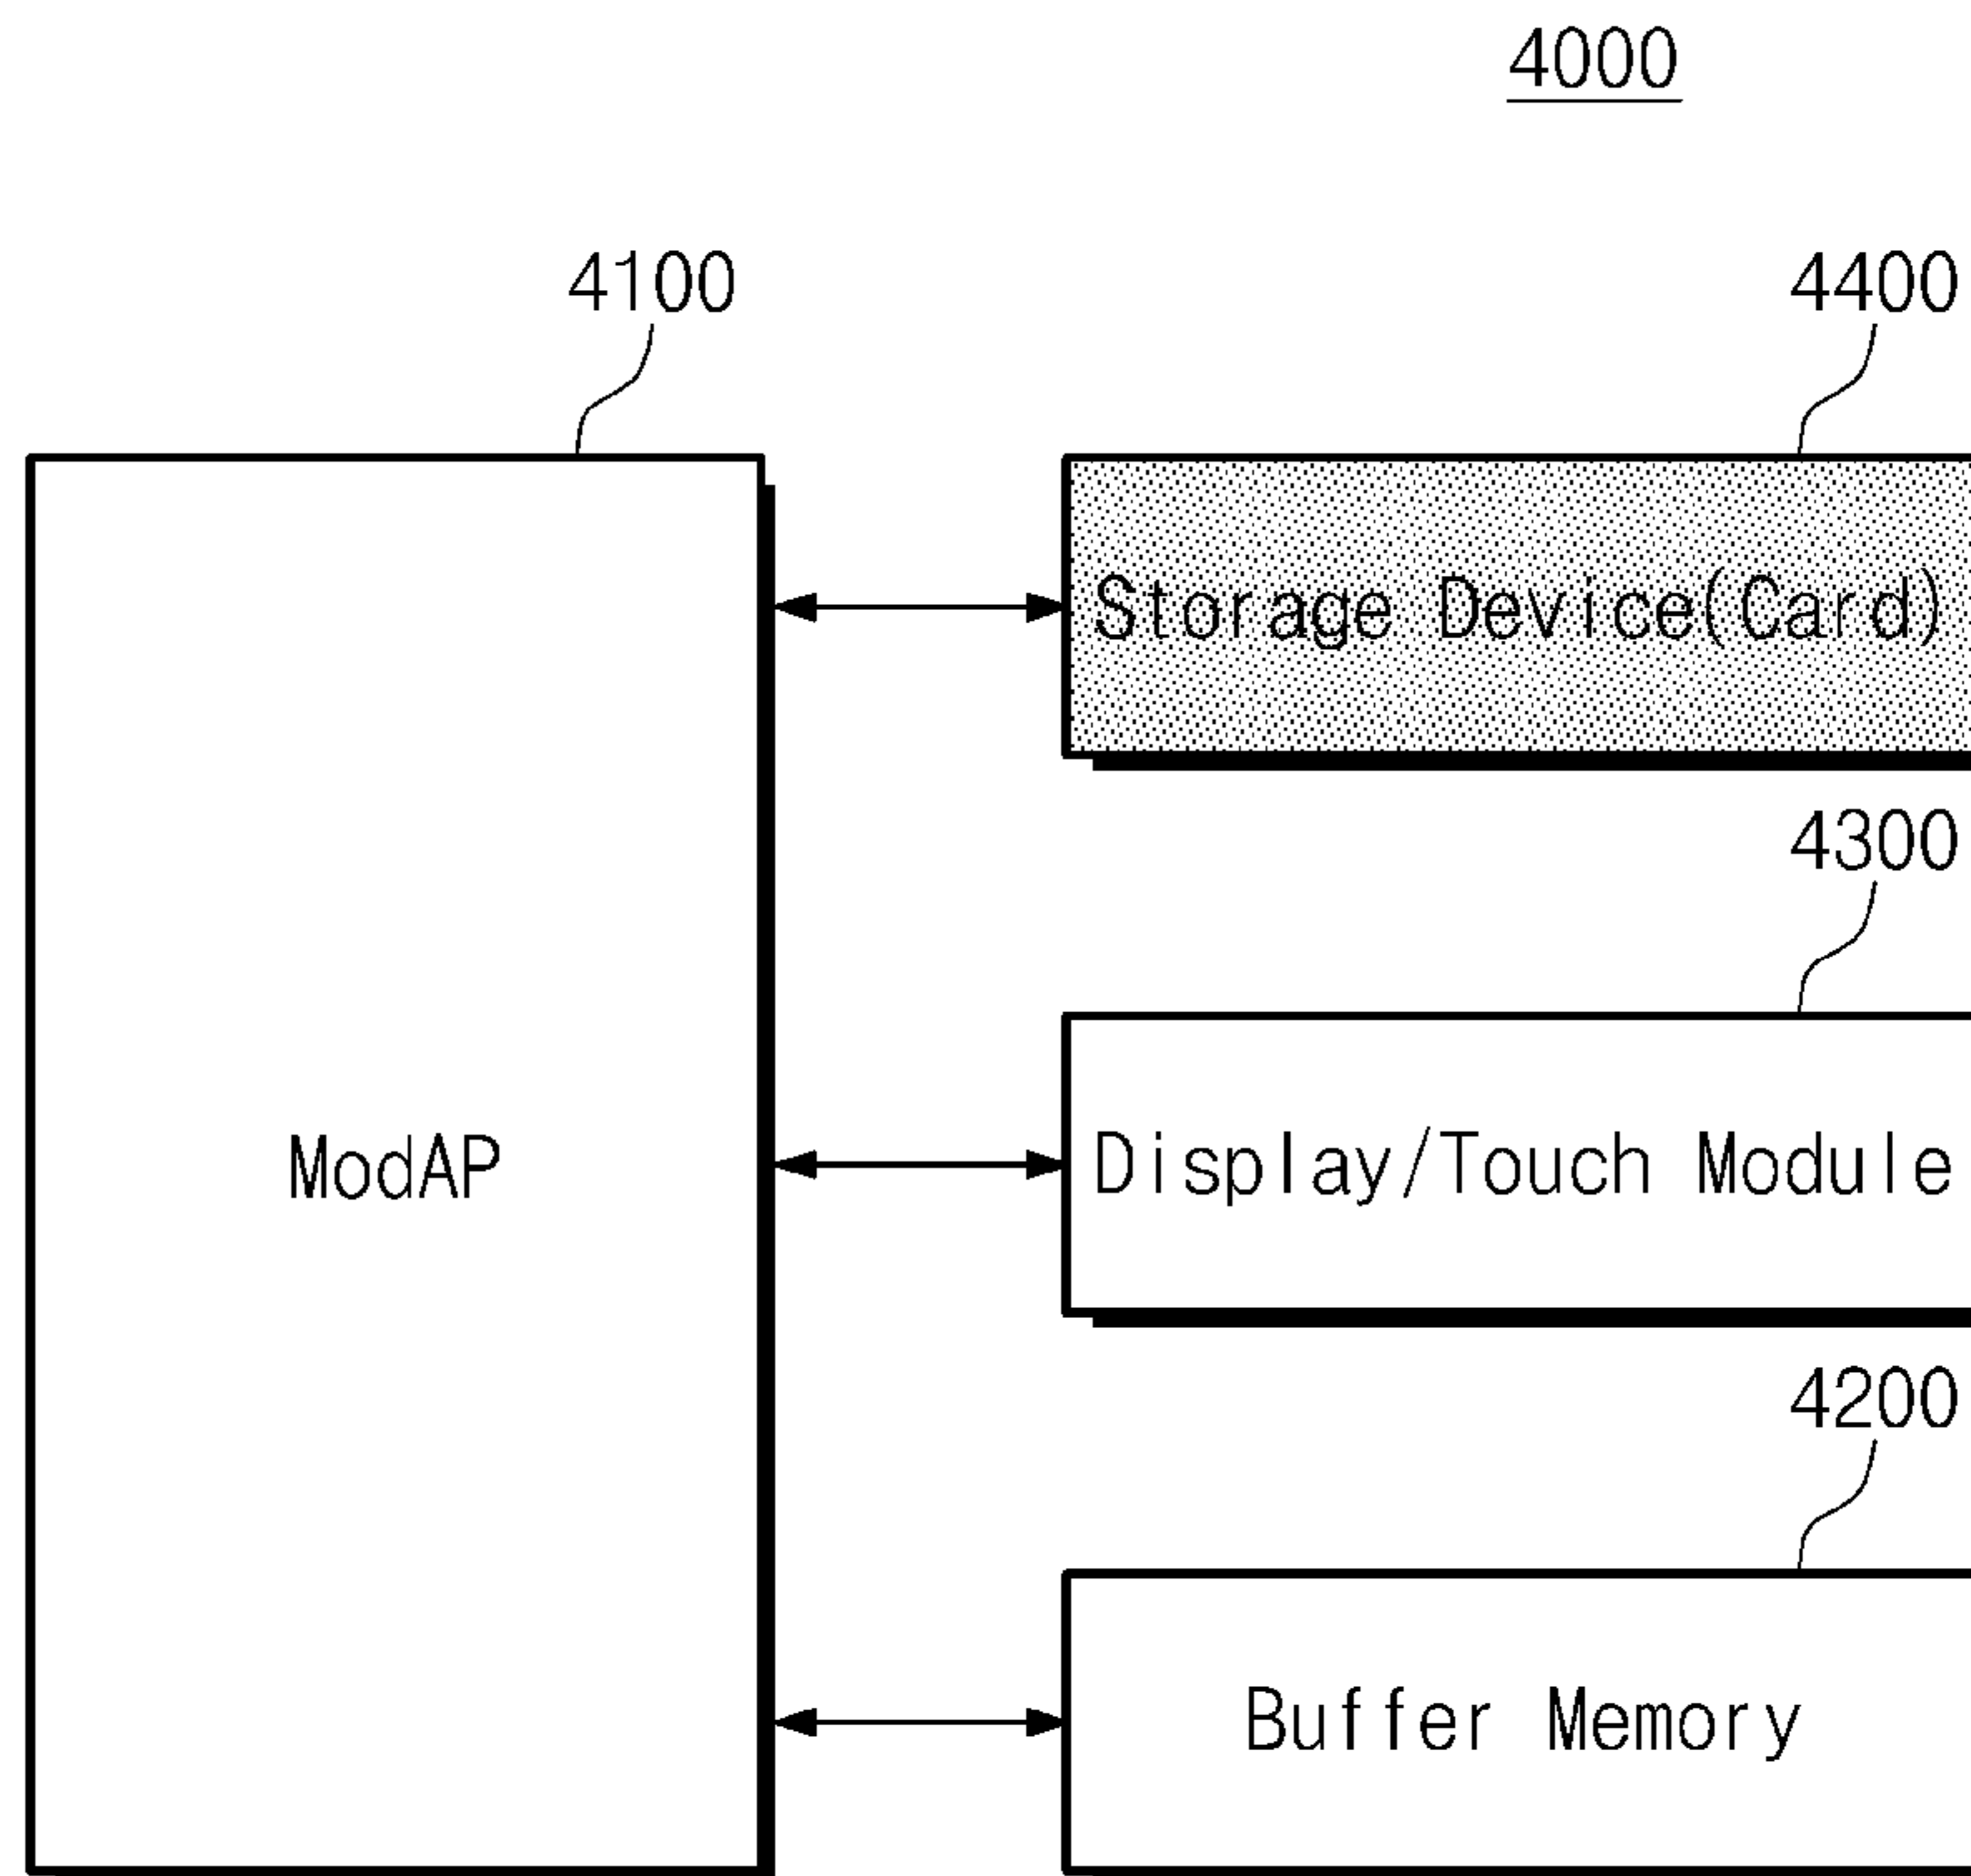 4000
4100
4400
Storage Device(Card)
4300
ModAP
Display/Touch Module
4200
Buffer Memory